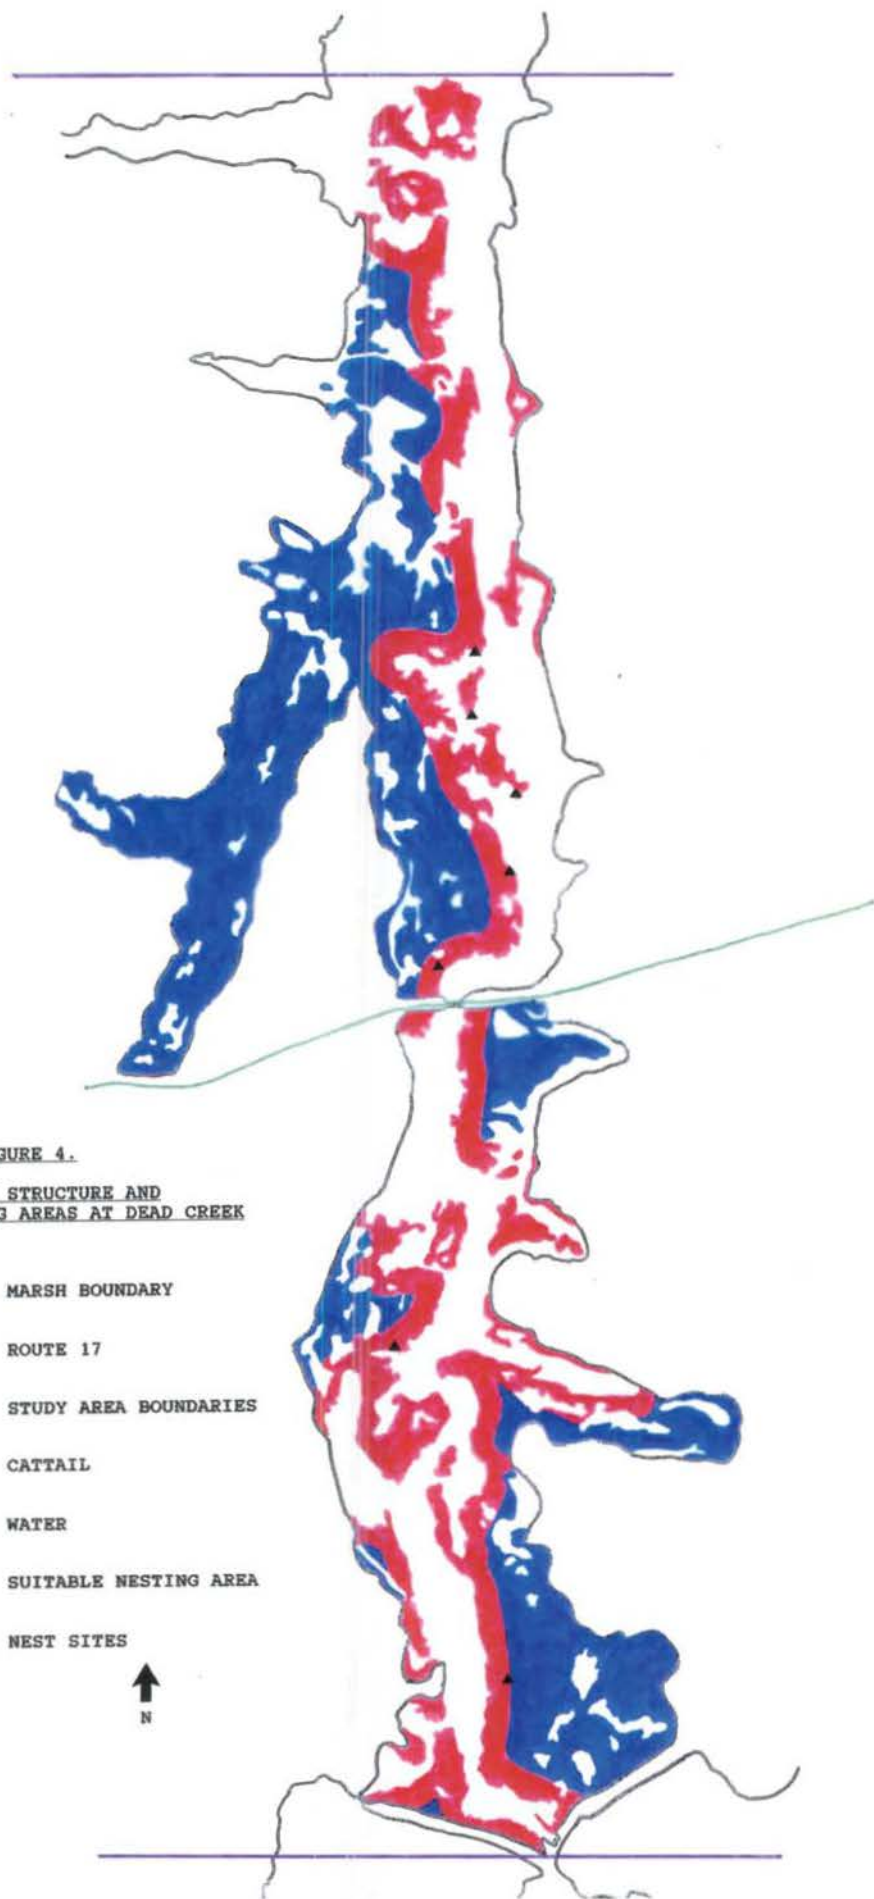 GURE 4.
STRUCTURE AND
G AREAS AT DEAD CREEK
MARSH BOUNDARY
ROUTE 17
STUDY AREA BOUNDARIES
CATTAIL
WATER
SUITABLE NESTING AREA
NEST SITES
N